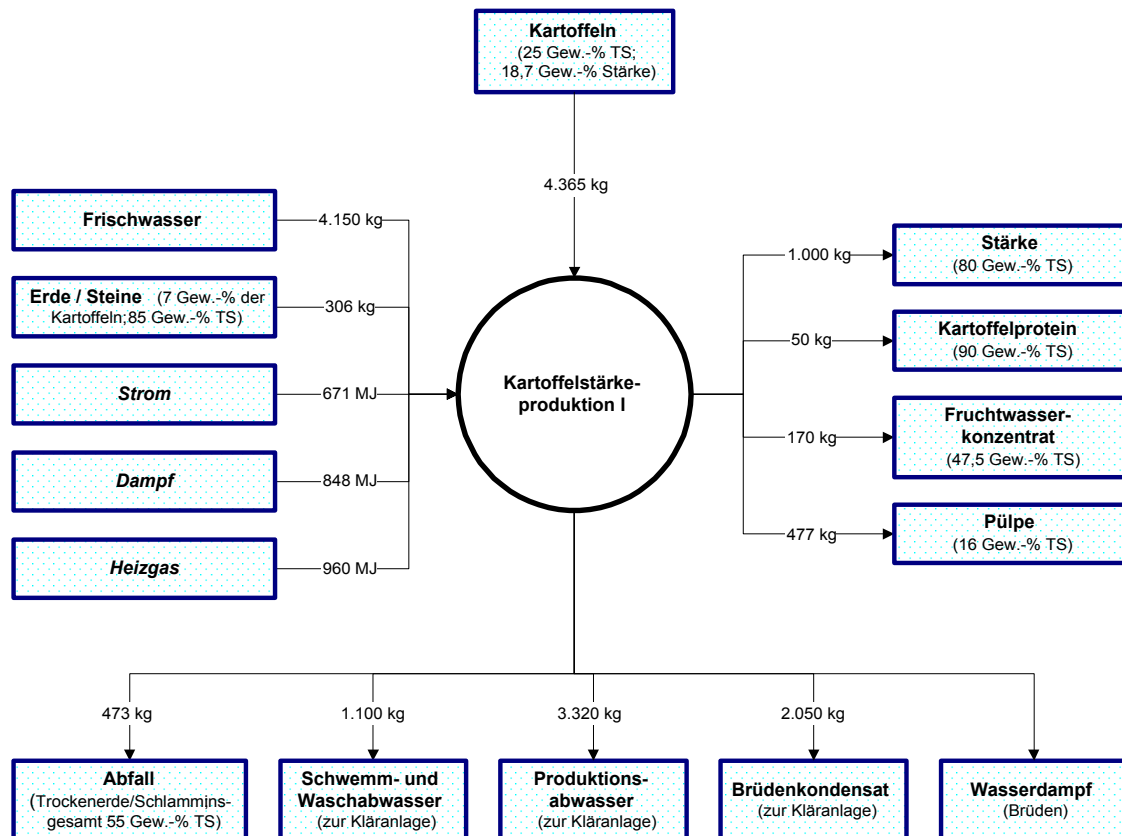 Kartoffeln
(25 Gew.-% TS;
18,7 Gew.-% Stärke)
4.365 kg
Frischwasser
4.150 kg
Erde / Steine (7 Gew.-% der
Kartoffeln;85 Gew.-% TS)
306 kg
Strom
671 MJ
Dampf
848 MJ
Heizgas
960 MJ
Kartoffelstärke-
produktion I
1.000 kg
Stärke
(80 Gew.-% TS)
50 kg
Kartoffelprotein
(90 Gew.-% TS)
170 kg
Fruchtwasser-
konzentrat
(47,5 Gew.-% TS)
477 kg
Pülpe
(16 Gew.-% TS)
473 kg
Abfall
(Trockenerde/Schlammins-
gesamt 55 Gew.-% TS)
1.100 kg
Schwemm- und
Waschabwasser
(zur Kläranlage)
3.320 kg
Produktions-
abwasser
(zur Kläranlage)
2.050 kg
Brüdenkondensat
(zur Kläranlage)
Wasserdampf
(Brüden)